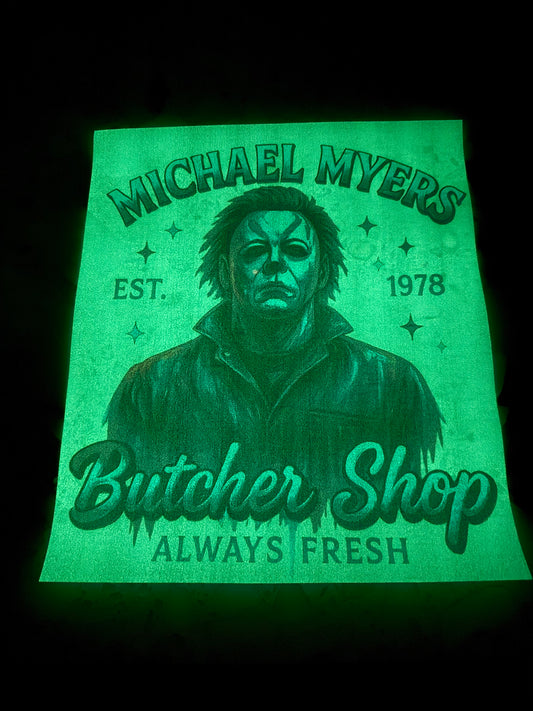 MICHAEL MYERS
EST. 1978
Butcher Shop
ALWAYS FRESH